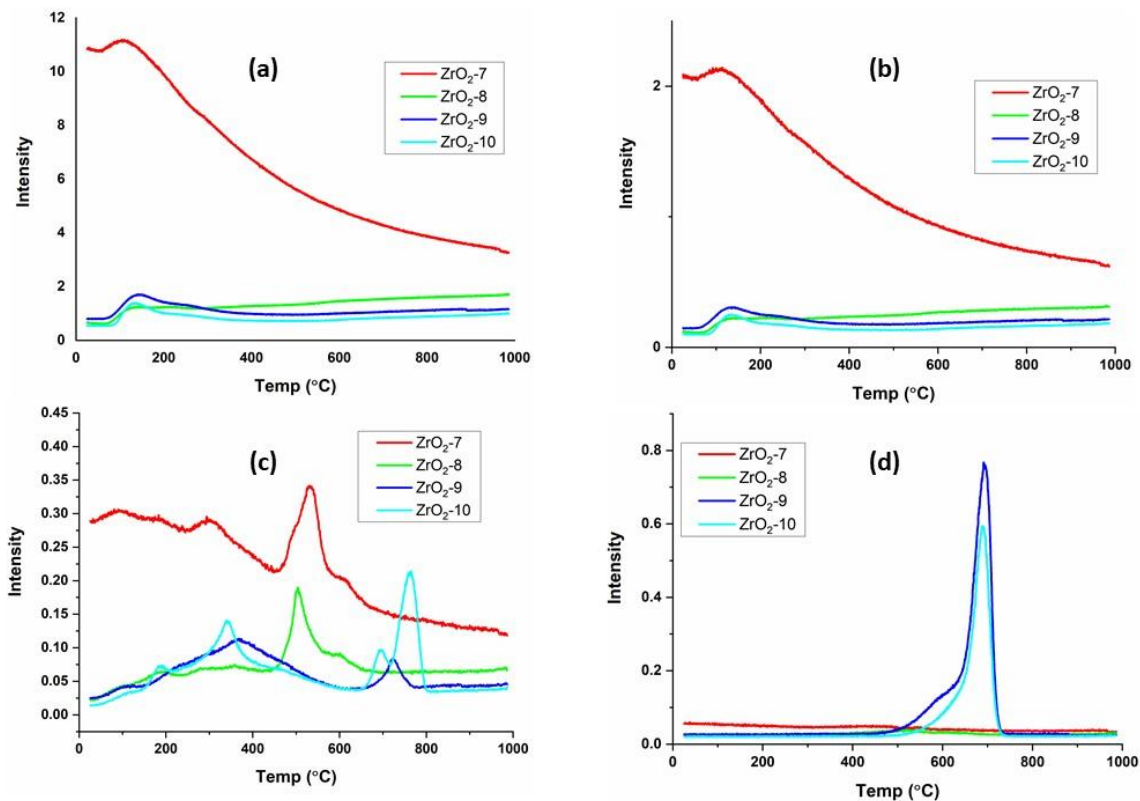 12
10
8
6
4
2
0
Intensity
(a)
ZrO₂-7
ZrO₂-8
ZrO₂-9
ZrO₂-10
0 200 400 600 800 1000
Temp (°C)
2
1
0
Intensity
(b)
ZrO₂-7
ZrO₂-8
ZrO₂-9
ZrO₂-10
0 200 400 600 800 1000
Temp (°C)
0.45
0.40
0.35
0.30
0.25
0.20
0.15
0.10
0.05
0.00
Intensity
(c)
ZrO₂-7
ZrO₂-8
ZrO₂-9
ZrO₂-10
0 200 400 600 800 1000
Temp (°C)
0.8
0.6
0.4
0.2
0.0
Intensity
(d)
ZrO₂-7
ZrO₂-8
ZrO₂-9
ZrO₂-10
0 200 400 600 800 1000
Temp (°C)